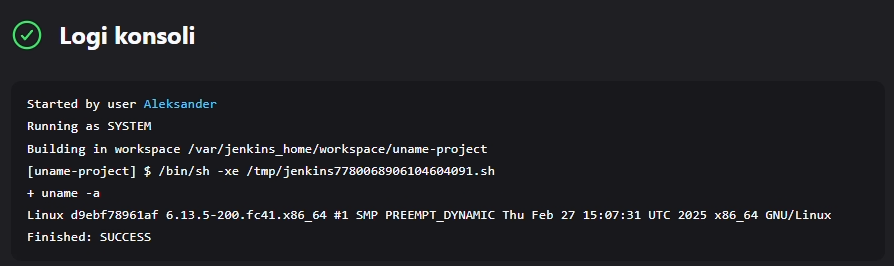 Logi konsoli
Started by user Aleksander
Running as SYSTEM
Building in workspace /var/jenkins_home/workspace/uname-project
[uname-project] $ /bin/sh -xe /tmp/jenkins7780068906104604091.sh
+ uname -a
Linux d9ebf78961af 6.13.5-200.fc41.x86_64 #1 SMP PREEMPT_DYNAMIC Thu Feb 27 15:07:31 UTC 2025 x86_64 GNU/Linux
Finished: SUCCESS